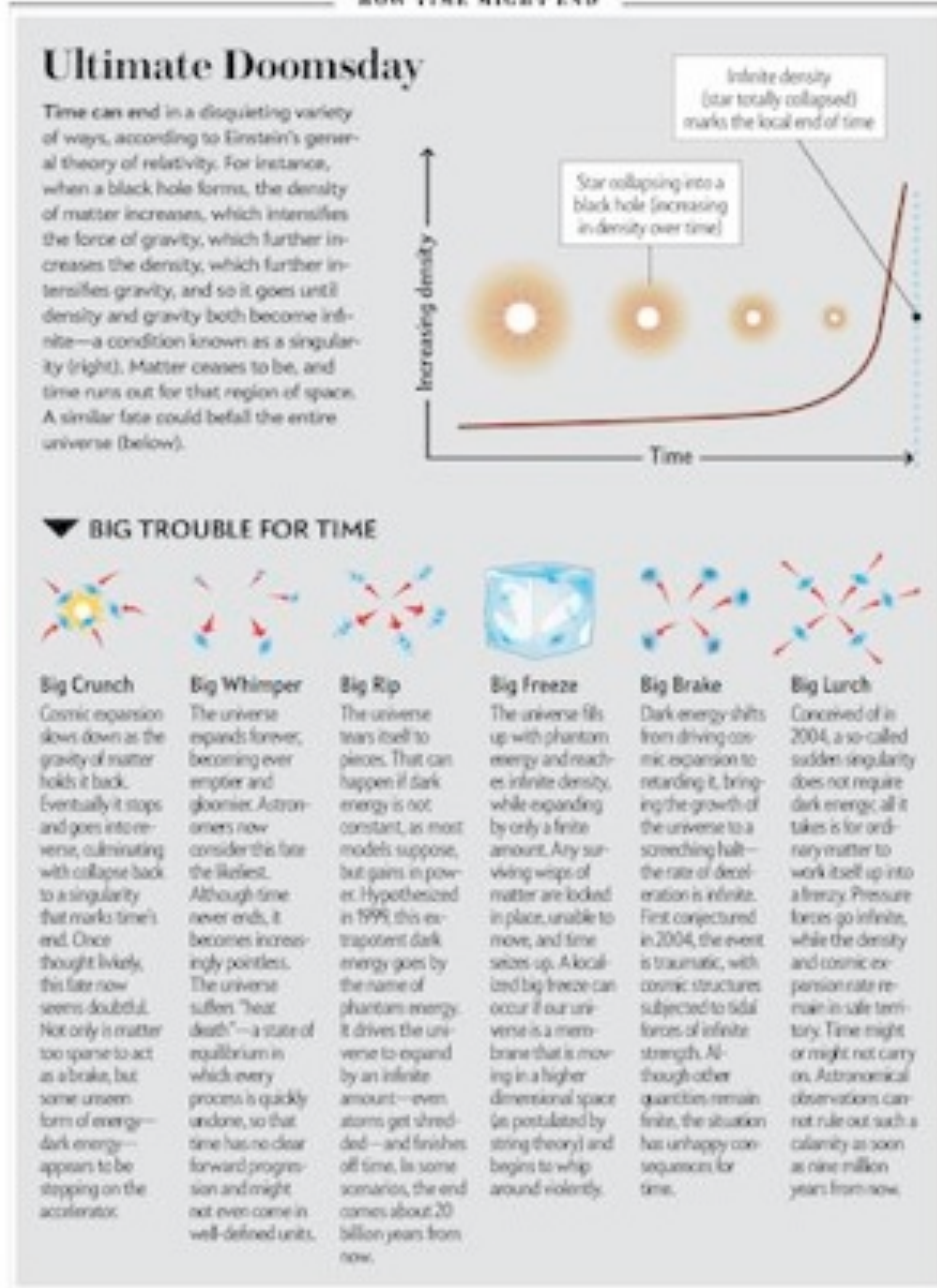 HOW TIME MIGHT END
Ultimate Doomsday
Time can end in a disquieting variety
of ways, according to Einstein's gener-
al theory of relativity. For instance,
when a black hole forms, the density
of matter increases, which intensifies
the force of gravity, which further in-
creases the density, which further in-
tensifies gravity, and so it goes until
density and gravity both become infi-
nite—a condition known as a singular-
ity (right). Matter ceases to be, and
time runs out for that region of space.
A similar fate could befall the entire
universe (below).
Infinite density
(star totally collapsed)
marks the local end of time
Star collapsing into a
black hole (increasing
in density over time)
Increasing density
Time
BIG TROUBLE FOR TIME
Big Crunch
Cosmic expansion
slows down as the
gravity of matter
holds it back.
Eventually it stops
and goes into re-
verse, culminating
with collapse back
to a singularity
that marks time's
end. Once
thought livkely,
this fate now
seems doubtful.
Not only is matter
too sparse to act
as a brake, but
some unseen
form of energy—
dark energy—
appears to be
stepping on the
accelerator.
Big Whimper
The universe
expands forever,
becoming ever
emptier and
gloomier. Astron-
omers now
consider this fate
the likeliest.
Although time
never ends, it
becomes increas-
ingly pointless.
The universe
suffers "heat
death"—a state of
equilibrium in
which every
process is quickly
undone, so that
time has no clear
forward progres-
sion and might
not even come in
well-defined units.
Big Rip
The universe
tears itself to
pieces. That can
happen if dark
energy is not
constant, as most
models suppose,
but gains in pow-
er. Hypothesized
in 1999, this ex-
trapotent dark
energy goes by
the name of
phantom energy.
It drives the uni-
verse to expand
by an infinite
amount—even
atoms get shred-
ded—and finishes
off time. In some
scenarios, the end
comes about 20
billion years from
now.
Big Freeze
The universe fills
up with phantom
energy and reach-
es infinite density,
while expanding
by only a finite
amount. Any sur-
viving wisps of
matter are locked
in place, unable to
move, and time
seizes up. A local-
ized big freeze can
occur if our uni-
verse is a mem-
brane that is mov-
ing in a higher
dimensional space
(as postulated by
string theory) and
begins to whip
around violently.
Big Brake
Dark energy shifts
from driving cos-
mic expansion to
retarding it, bring-
ing the growth of
the universe to a
screeching halt—
the rate of decel-
eration is infinite.
First conjectured
in 2004, the event
is traumatic, with
cosmic structures
subjected to tidal
forces of infinite
strength. Al-
though other
quantities remain
finite, the situation
has unhappy con-
sequences for
time.
Big Lurch
Conceived of in
2004, a so-called
sudden singularity
does not require
dark energy; all it
takes is for ordi-
nary matter to
work itself up into
a frenzy. Pressure
forces go infinite,
while the density
and cosmic ex-
pansion rate re-
main in safe terri-
tory. Time might
or might not carry
on. Astronomical
observations can-
not rule out such a
calamity as soon
as nine million
years from now.